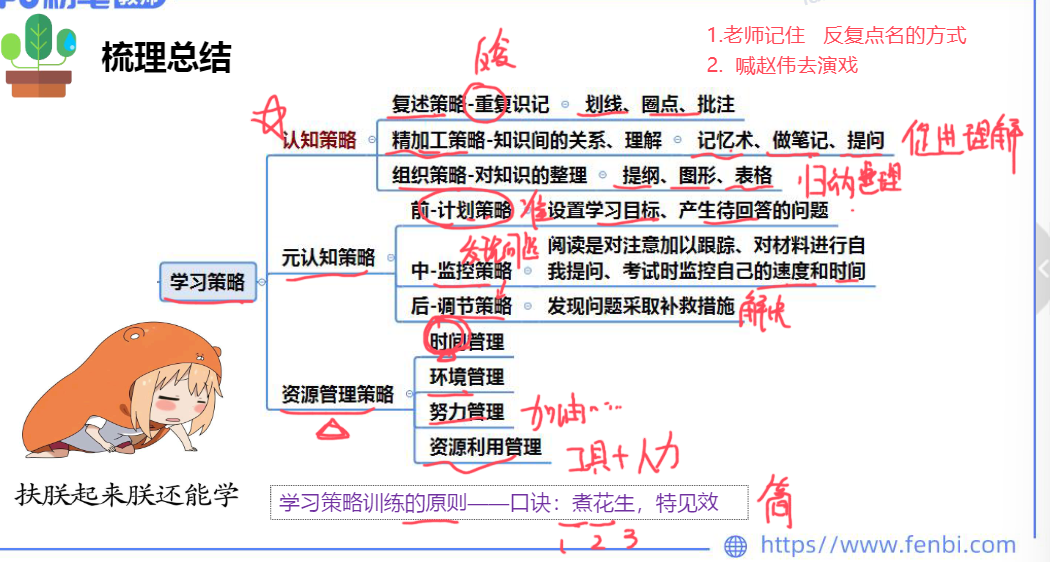 粉笔教师
梳理总结
1.老师记住 反复点名的方式
2. 喊赵伟去演戏
反复
复述策略-重复识记 划线、圈点、批注
认知策略
精加工策略-知识间的关系、理解 记忆术、做笔记、提问
促进理解
组织策略-对知识的整理 提纲、图形、表格
归纳整理
前-计划策略 准 设置学习目标、产生待回答的问题
元认知策略
发现问题
中-监控策略 阅读是对注意加以跟踪、对材料进行自
我提问、考试时监控自己的速度和时间
学习策略
后-调节策略 发现问题采取补救措施
解决
时间管理
环境管理
资源管理策略
努力管理 加油
资源利用管理 工具+人力
扶朕起来朕还能学
学习策略训练的原则——口诀：煮花生，特见效
简
1 2 3
https//www.fenbi.com